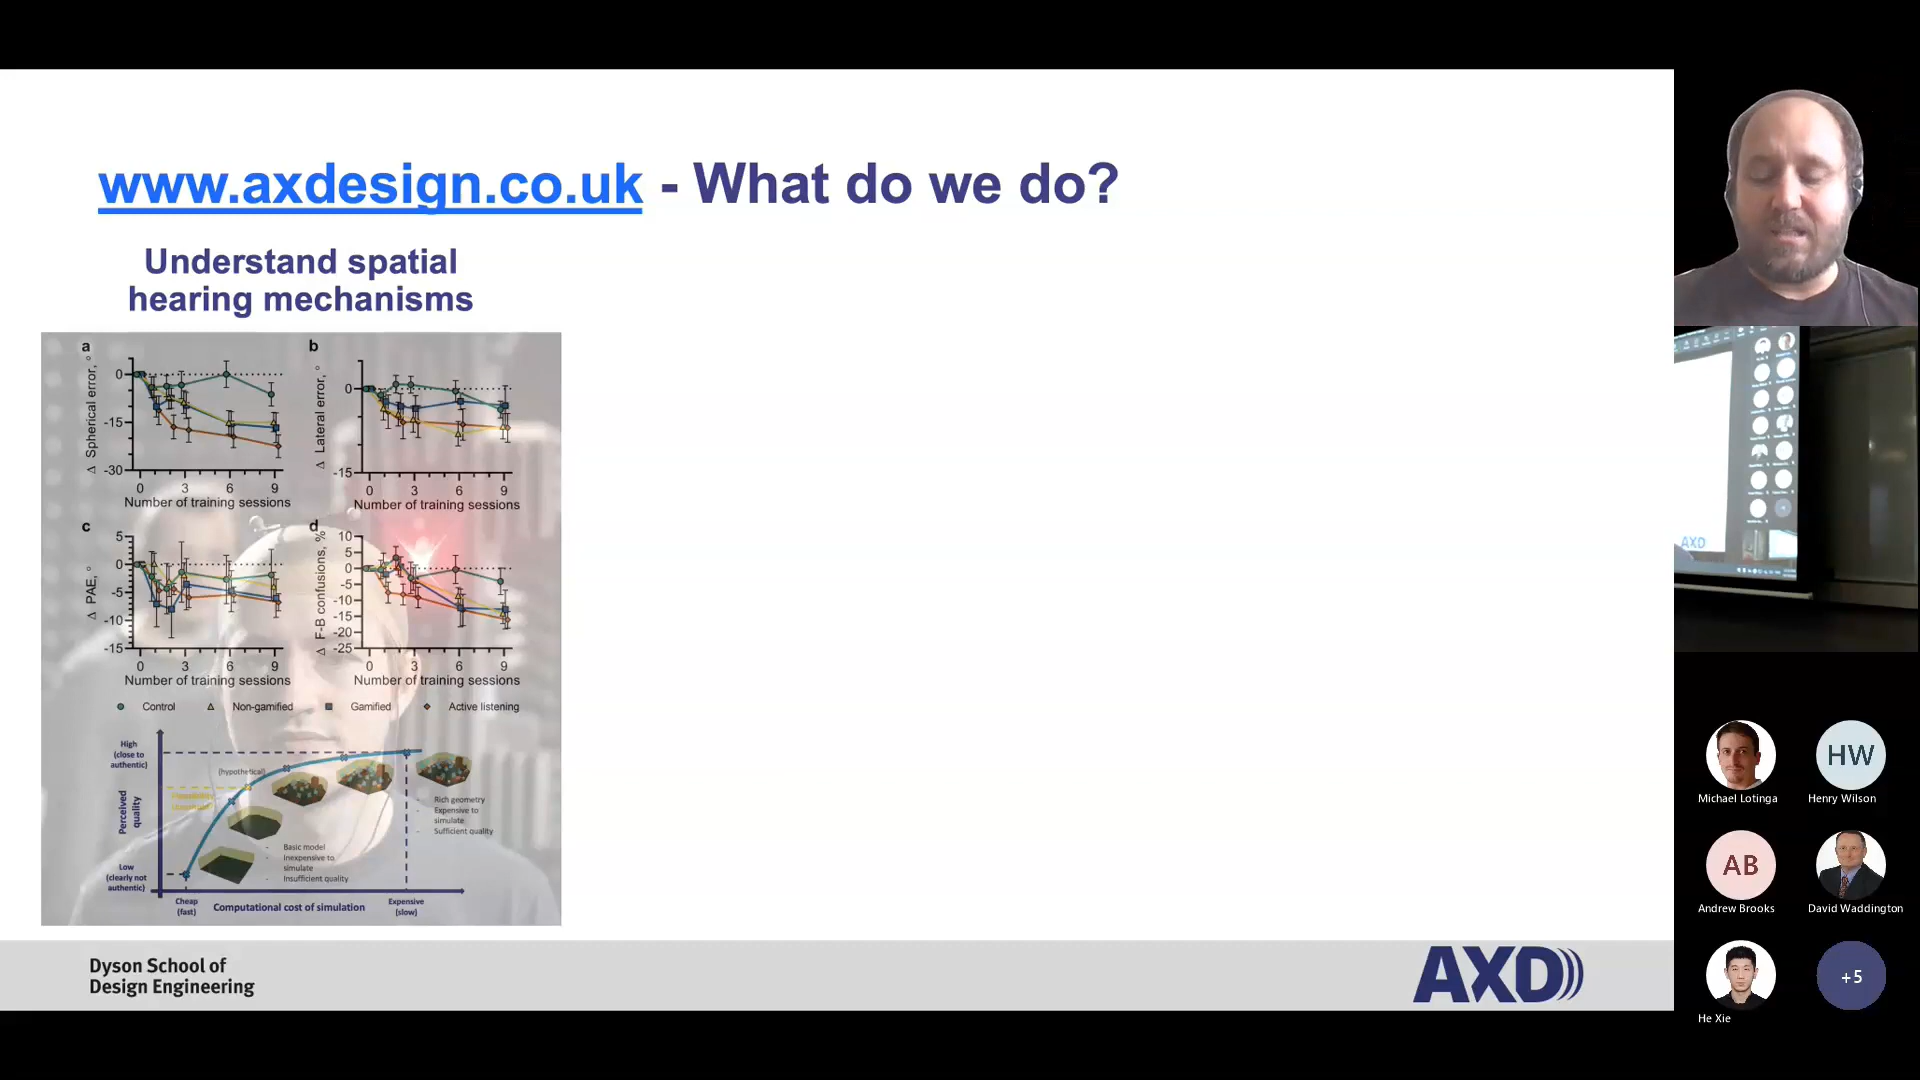 www.axdesign.co.uk - What do we do?
Understand spatial
hearing mechanisms
a
b
Δ Spherical error, °
0
-15
-30
0 3 6 9
Number of training sessions
Δ Lateral error, °
0
-15
0 3 6 9
Number of training sessions
c
d
Δ PAE, °
5
0
-5
-10
-15
0 3 6 9
Number of training sessions
Δ F-B confusions, %
10
5
0
-5
-10
-15
-20
-25
0 3 6 9
Number of training sessions
Control Non-gamified Gamified Active listening
High
(close to
authentic)
(hypothetical)
Perceived
quality
- Rich geometry
- Expensive to
simulate
- Sufficient quality
- Basic model
- Inexpensive to
simulate
- Insufficient quality
Low
(clearly not
authentic)
Cheap
(fast)
Computational cost of simulation
Expensive
(slow)
Dyson School of
Design Engineering
AXD
AXD
Michael Lotinga
HW
Henry Wilson
AB
Andrew Brooks
David Waddington
He Xie
+5